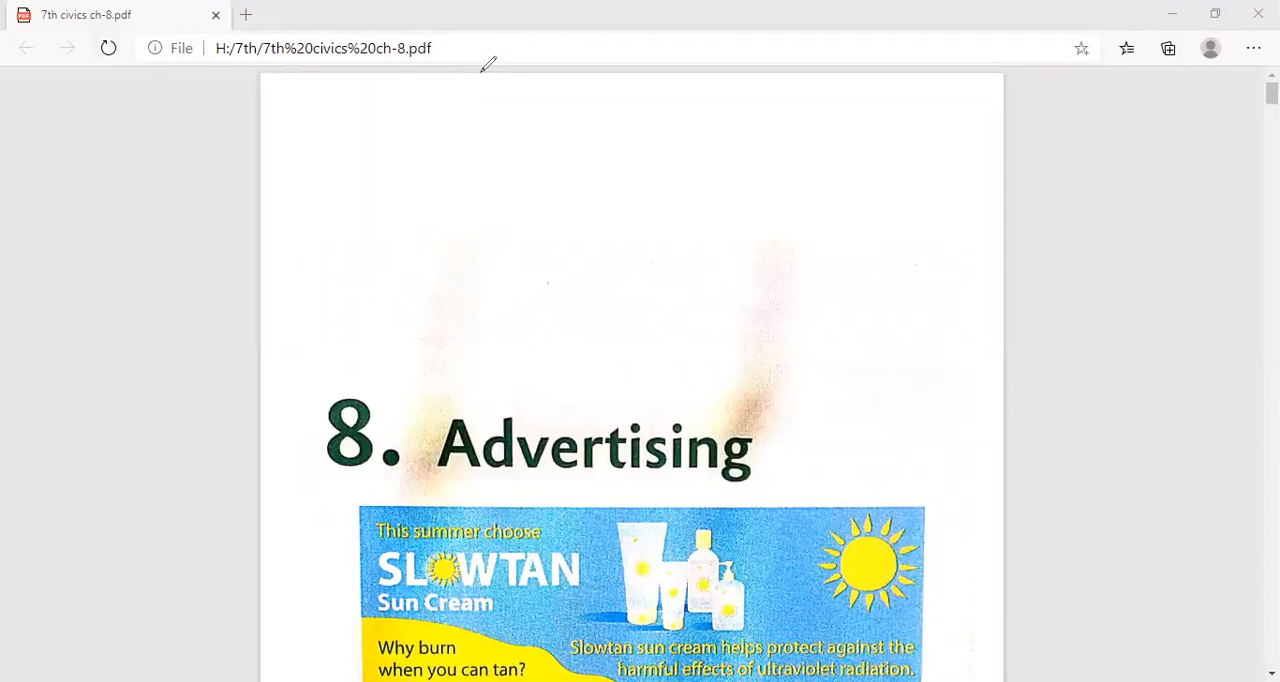 7th civics ch-8.pdf
File
H:/7th/7th%20civics%20ch-8.pdf
8. Advertising
This summer choose
SLOWTAN
Sun Cream
Why burn
when you can tan?
Slowtan sun cream helps protect against the
harmful effects of ultraviolet radiation.